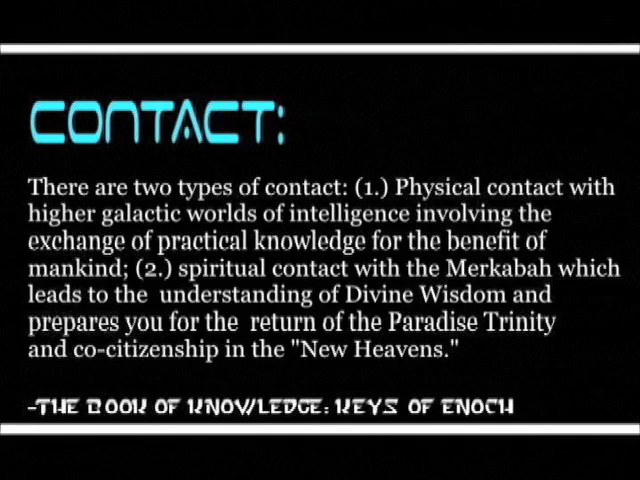 CONTACT:
There are two types of contact: (1.) Physical contact with
higher galactic worlds of intelligence involving the
exchange of practical knowledge for the benefit of
mankind; (2.) spiritual contact with the Merkabah which
leads to the  understanding of Divine Wisdom and
prepares you for the  return of the Paradise Trinity
and co-citizenship in the "New Heavens."
-THE BOOK OF KNOWLEDGE: KEYS OF ENOCH